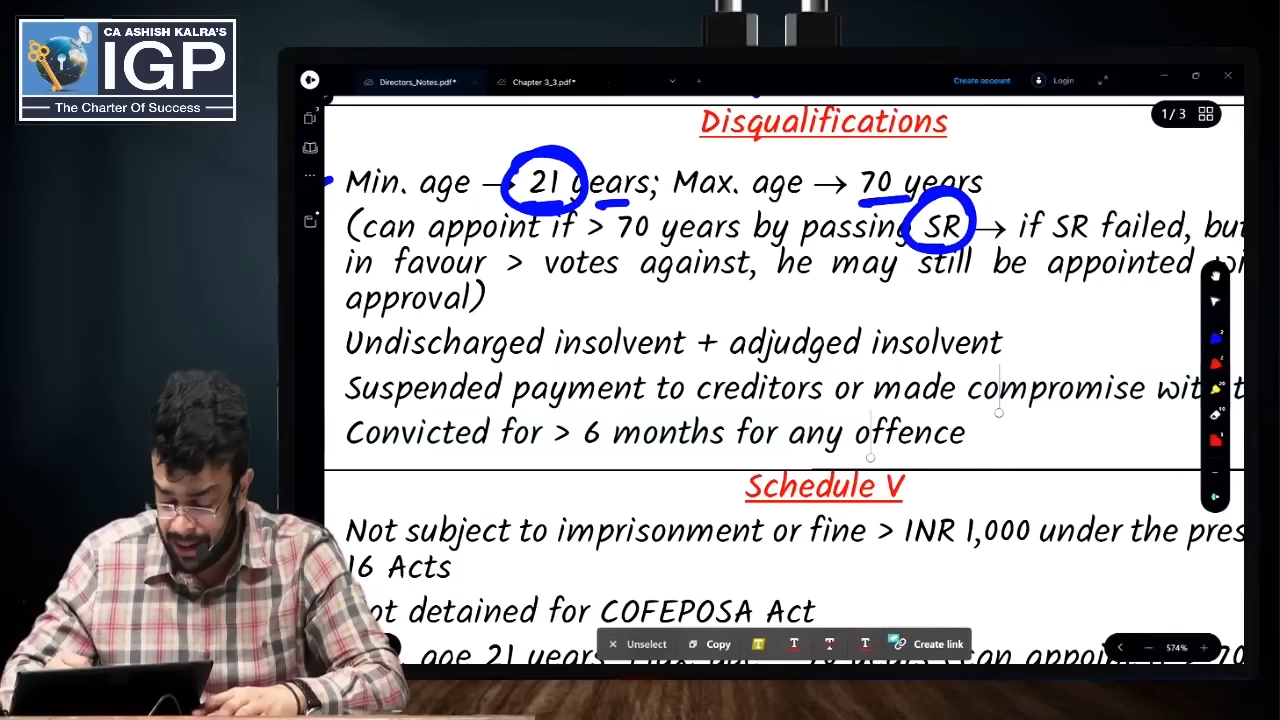 CA ASHISH KALRA'S
IGP
The Charter Of Success
Directors_Notes.pdf*
Chapter 3_3.pdf*
Create account
Login
1/3
Disqualifications
Min. age → 21 years; Max. age → 70 years
(can appoint if > 70 years by passing SR → if SR failed, but
in favour > votes against, he may still be appointed
approval)
Undischarged insolvent + adjudged insolvent
Suspended payment to creditors or made compromise
Convicted for > 6 months for any offence
Schedule V
Not subject to imprisonment or fine > INR 1,000 under the
16 Acts
detained for COFEPOSA Act
Unselect
Copy
Create link
age 21 years
574%